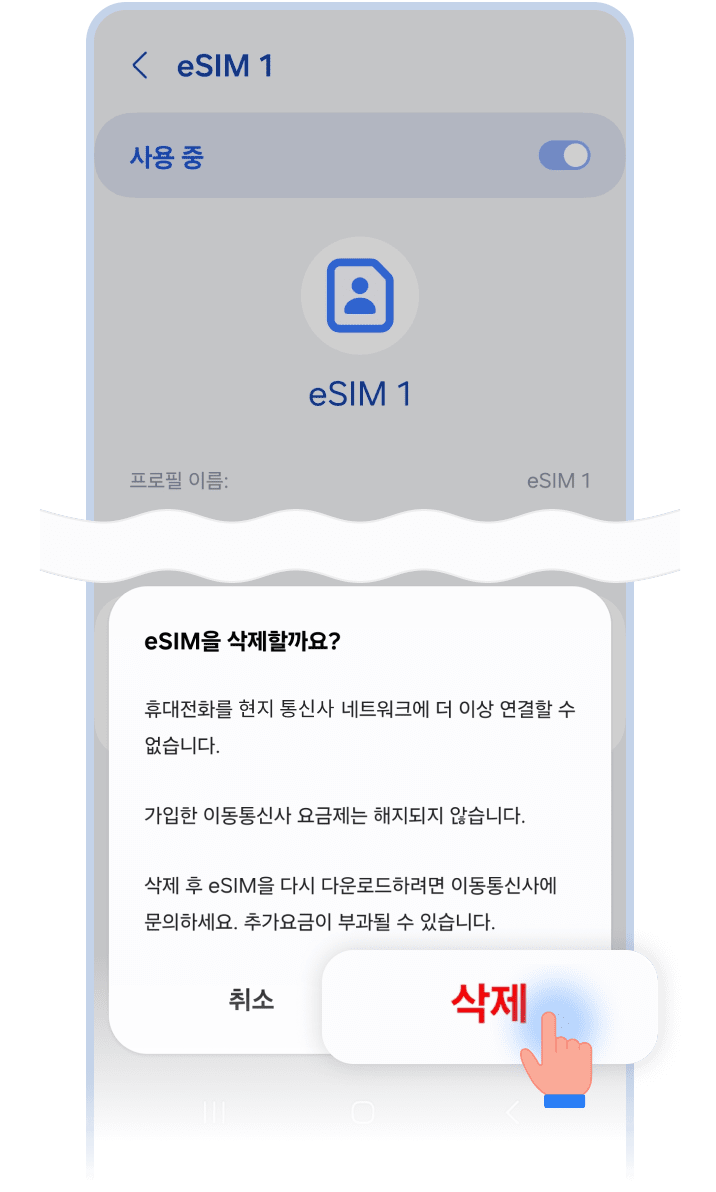 eSIM 1
사용 중
eSIM 1
프로필 이름: eSIM 1
eSIM을 삭제할까요?
휴대전화를 현지 통신사 네트워크에 더 이상 연결할 수
없습니다.
가입한 이동통신사 요금제는 해지되지 않습니다.
삭제 후 eSIM을 다시 다운로드하려면 이동통신사에
문의하세요. 추가요금이 부과될 수 있습니다.
취소 삭제